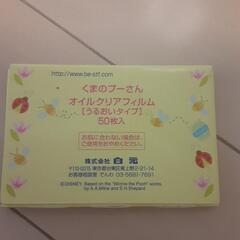 http://www.be-stf.com
くまのプーさん
オイルクリアフィルム
[うるおいタイプ]
50枚入
お肌に合わない場合は
ご使用をおやめください。
株式会社 白元
〒110-0015 東京都台東区東上野2-21-14
お客様相談室 でんわ 03-5681-7691
©DISNEY Based on the "Winnie the Pooh" works
by A.A.Milne and E.H.Shepard